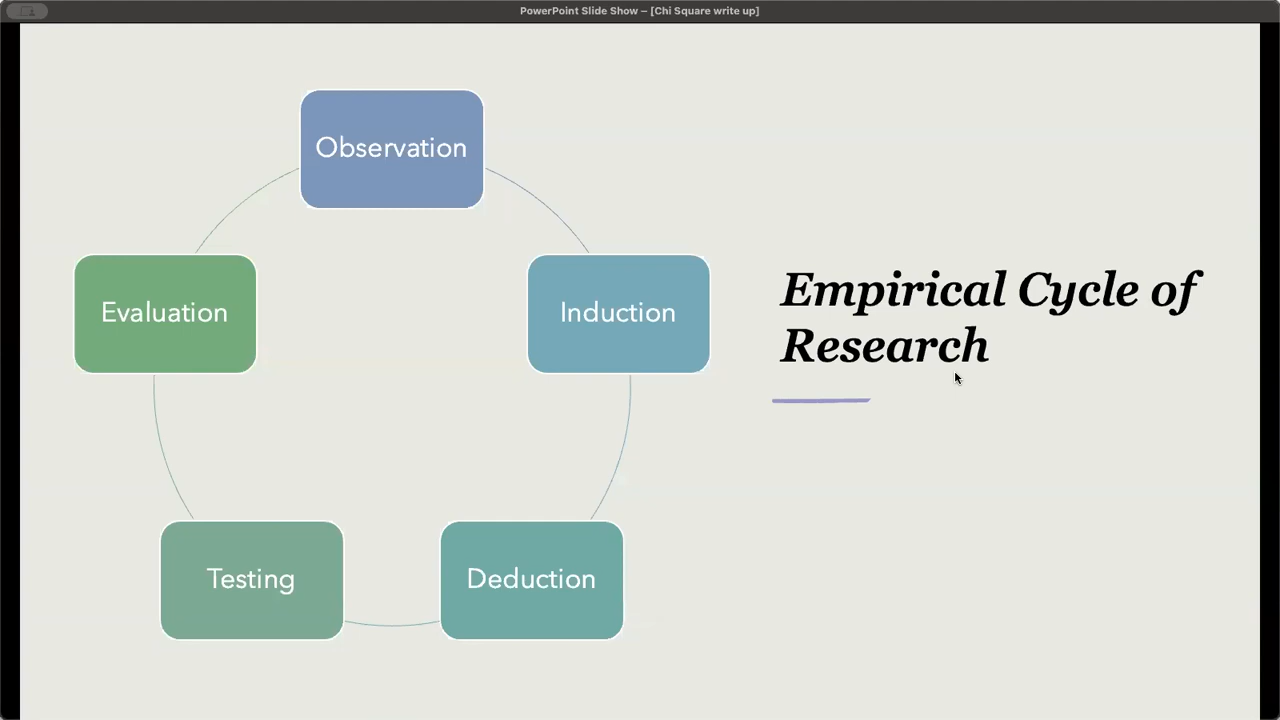 PowerPoint Slide Show – [Chi Square write up]
Observation
Evaluation
Induction
Empirical Cycle of
Research
Testing
Deduction